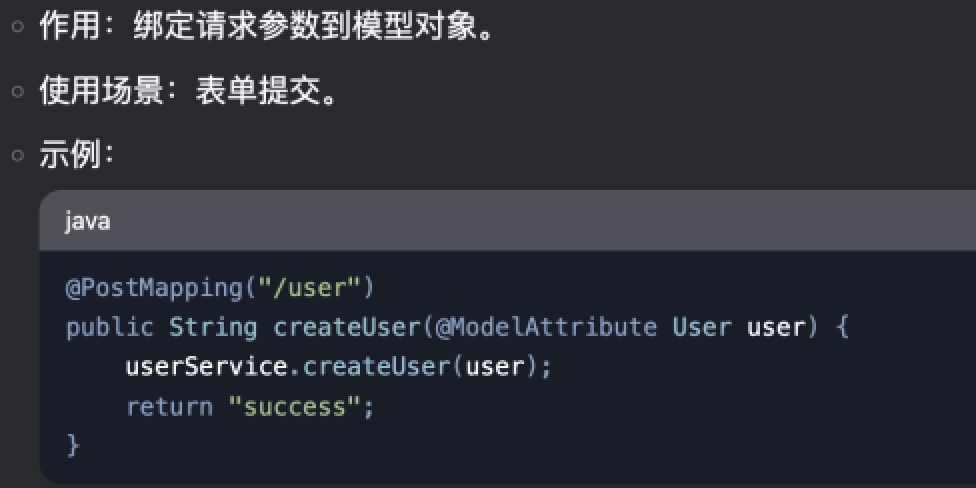 作用：绑定请求参数到模型对象。
使用场景：表单提交。
示例：
java
@PostMapping("/user")
public String createUser(@ModelAttribute User user) {
    userService.createUser(user);
    return "success";
}